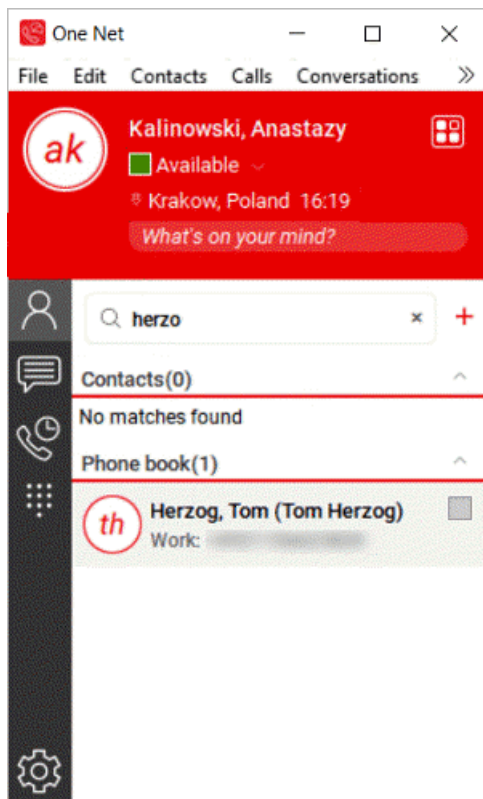 One Net
File Edit Contacts Calls Conversations »
ak
Kalinowski, Anastazy
Available
Krakow, Poland 16:19
What's on your mind?
herzo
Contacts(0)
No matches found
Phone book(1)
th
Herzog, Tom (Tom Herzog)
Work: